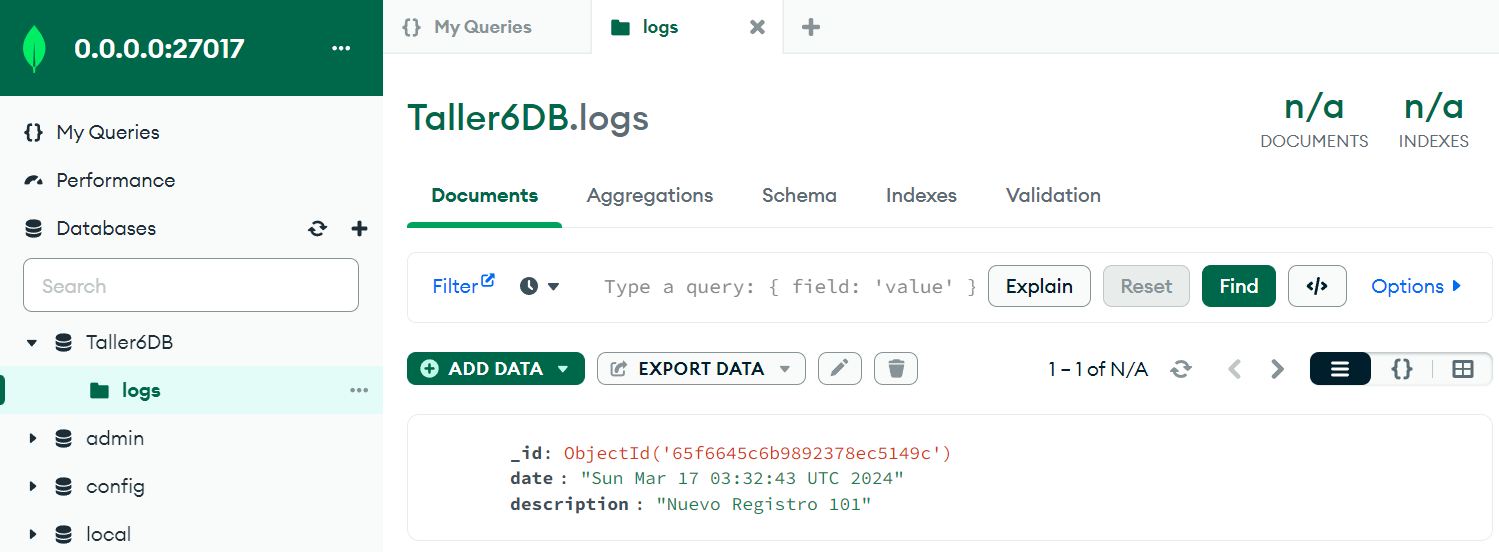 0.0.0.0:27017
My Queries
Performance
Databases
Search
Taller6DB
logs
admin
config
local
{} My Queries
logs
Taller6DB.logs
n/a
DOCUMENTS
n/a
INDEXES
Documents Aggregations Schema Indexes Validation
Filter Type a query: { field: 'value' } Explain Reset Find </> Options
ADD DATA EXPORT DATA 1 – 1 of N/A {}
_id: ObjectId('65f6645c6b9892378ec5149c')
date : "Sun Mar 17 03:32:43 UTC 2024"
description : "Nuevo Registro 101"